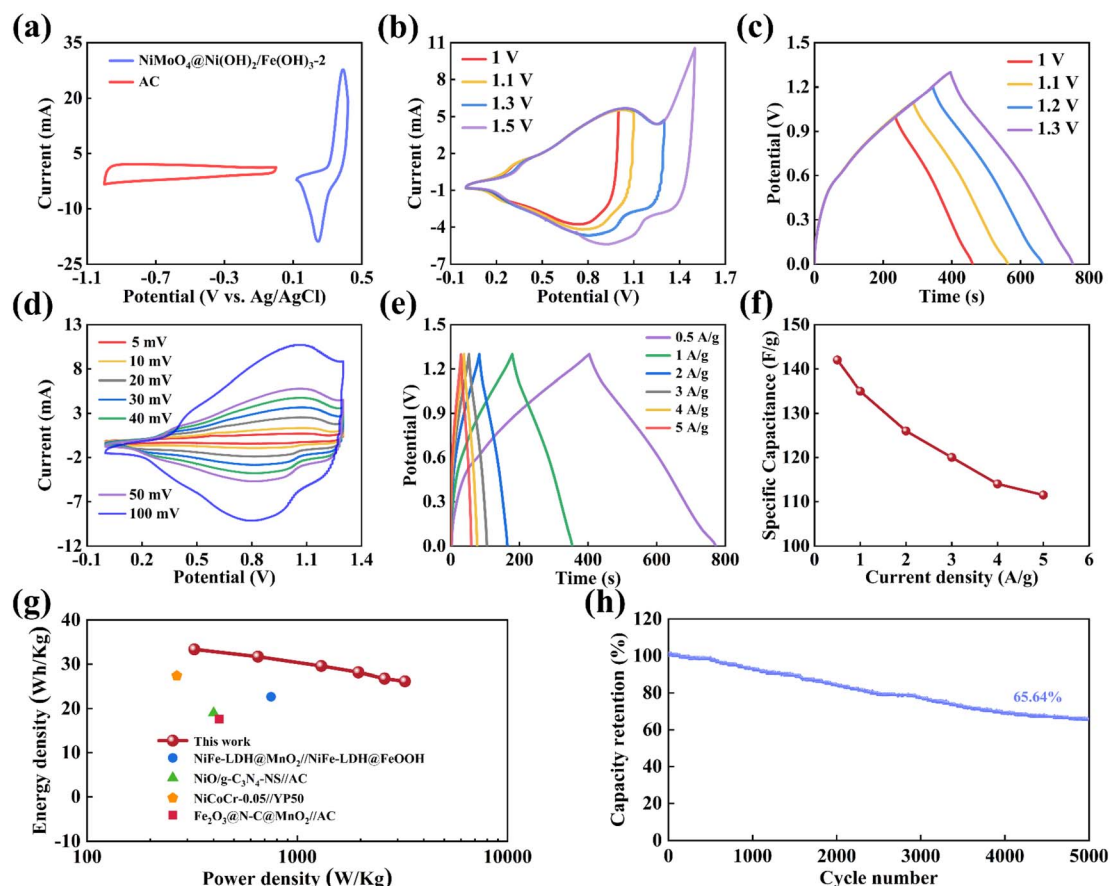 (a)
Current (mA)
35
20
5
-10
-25
NiMoO₄@Ni(OH)₂/Fe(OH)₃-2
AC
-1.1
-0.7
-0.3
0.1
0.5
Potential (V vs. Ag/AgCl)
(b)
Current (mA)
11
8
5
2
-1
-4
-7
1 V
1.1 V
1.3 V
1.5 V
-0.1
0.2
0.5
0.8
1.1
1.4
1.7
Potential (V)
(c)
Potential (V)
1.5
1.2
0.9
0.6
0.3
0.0
1 V
1.1 V
1.2 V
1.3 V
0
200
400
600
800
Time (s)
(d)
Current (mA)
13
8
3
-2
-7
-12
5 mV
10 mV
20 mV
30 mV
40 mV
50 mV
100 mV
-0.1
0.2
0.5
0.8
1.1
1.4
Potential (V)
(e)
Potential (V)
1.5
1.2
0.9
0.6
0.3
0.0
0.5 A/g
1 A/g
2 A/g
3 A/g
4 A/g
5 A/g
0
200
400
600
800
Time (s)
(f)
Specific Capacitance (F/g)
150
140
130
120
110
100
0
1
2
3
4
5
6
Current density (A/g)
(g)
Energy density (Wh/Kg)
40
30
20
10
0
-10
This work
NiFe-LDH@MnO₂//NiFe-LDH@FeOOH
NiO/g-C₃N₄-NS//AC
NiCoCr-0.05//YP50
Fe₂O₃@N-C@MnO₂//AC
100
1000
10000
Power density (W/Kg)
(h)
Capacity retention (%)
120
100
80
60
40
20
0
65.64%
0
1000
2000
3000
4000
5000
Cycle number